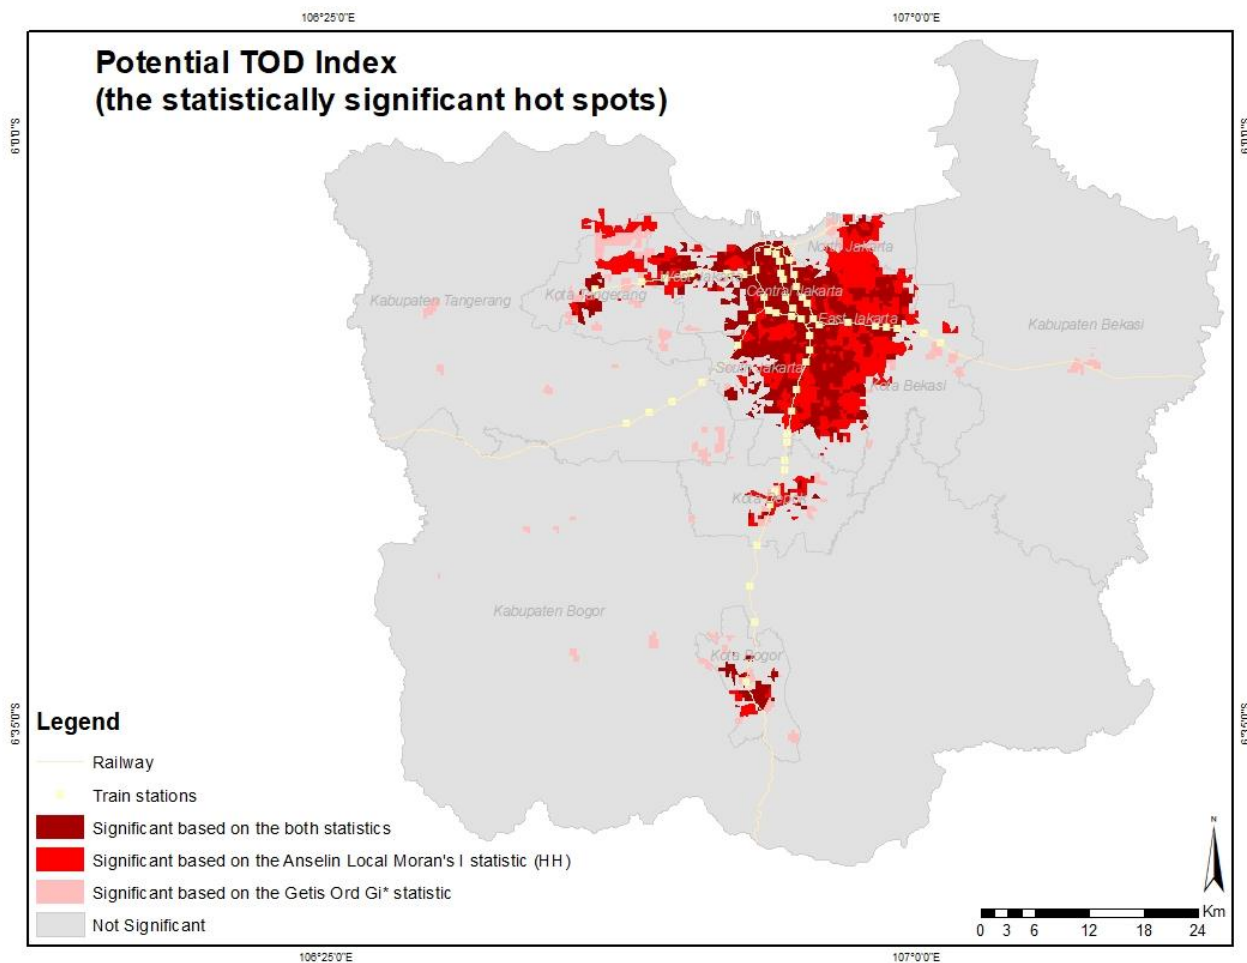 106°25'0"E
107°0'0"E
Potential TOD Index
(the statistically significant hot spots)
6°0'0"S
6°0'0"S
North Jakarta
West Jakarta
Kota Tangerang
Kabupaten Tangerang
Central Jakarta
East Jakarta
Kabupaten Bekasi
South Jakarta
Kota Bekasi
Kota Depok
Kabupaten Bogor
Kota Bogor
6°35'0"S
6°35'0"S
Legend
Railway
Train stations
Significant based on the both statistics
Significant based on the Anselin Local Moran's I statistic (HH)
Significant based on the Getis Ord Gi* statistic
Not Significant
N
Km
0 3 6 12 18 24
106°25'0"E
107°0'0"E